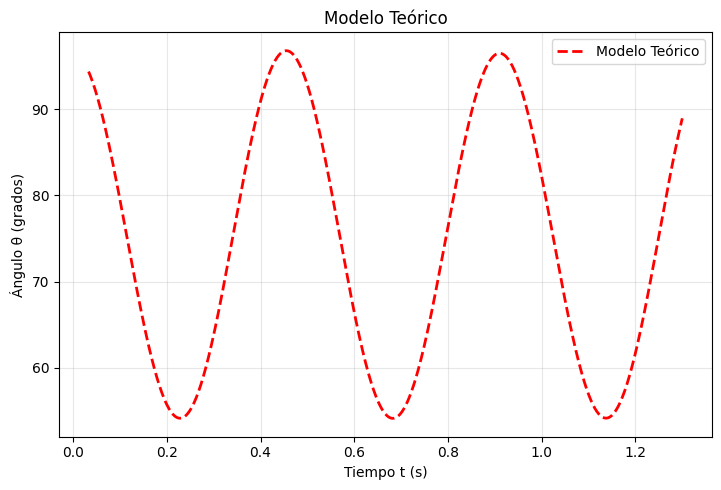 Modelo Teórico
Modelo Teórico
Ángulo θ (grados)
90
80
70
60
0.0 0.2 0.4 0.6 0.8 1.0 1.2
Tiempo t (s)